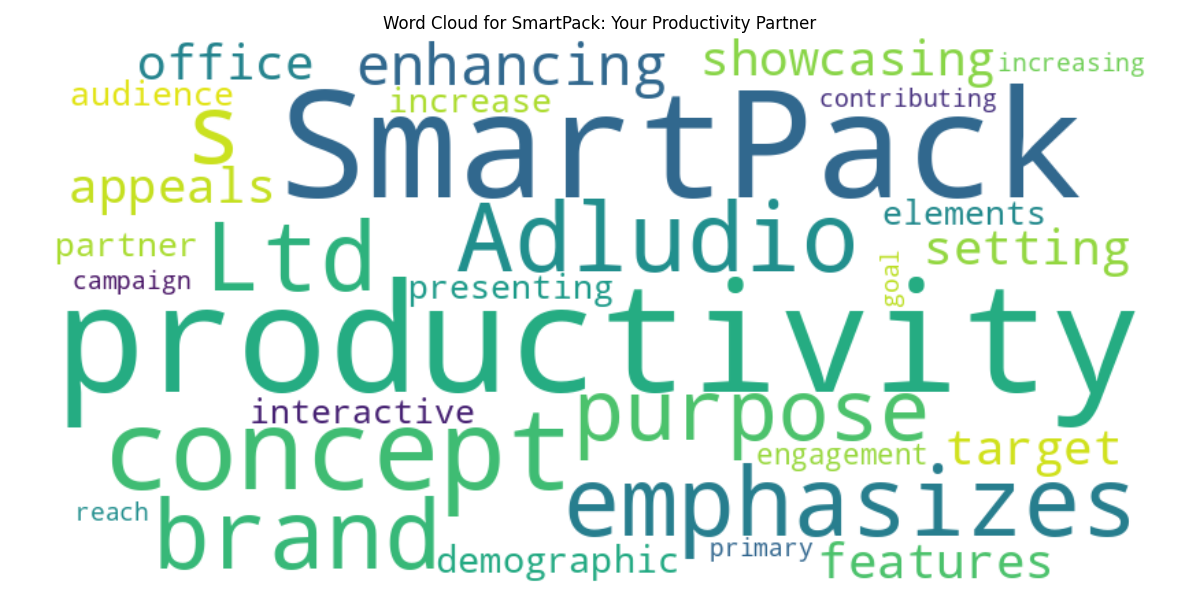 Word Cloud for SmartPack: Your Productivity Partner
office enhancing showcasing increasing
audience increase contributing
s SmartPack
appeals
Ltd Adludio elements
partner setting
campaign presenting goal
productivity
interactive purpose
concept engagement target
reach brand emphasizes
demographic primary features